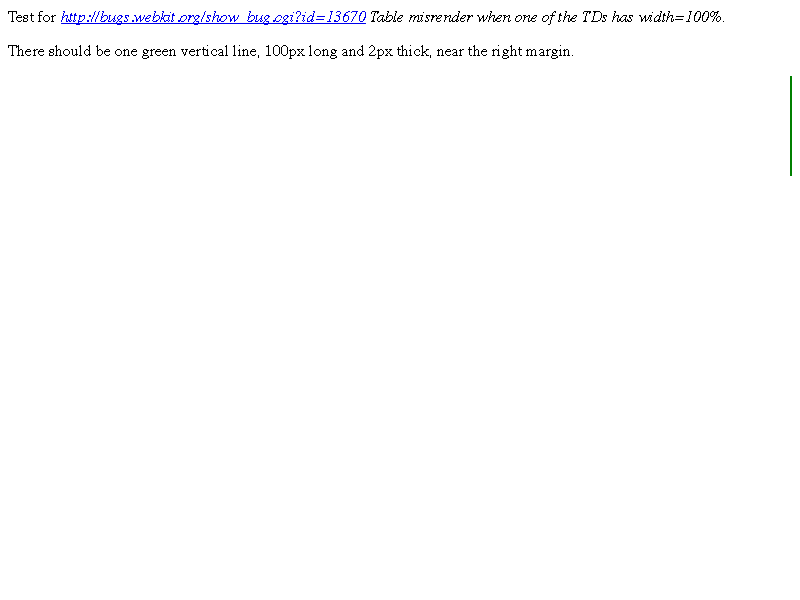 Test for http://bugs.webkit.org/show_bug.cgi?id=13670 Table misrender when one of the TDs has width=100%.
There should be one green vertical line, 100px long and 2px thick, near the right margin.